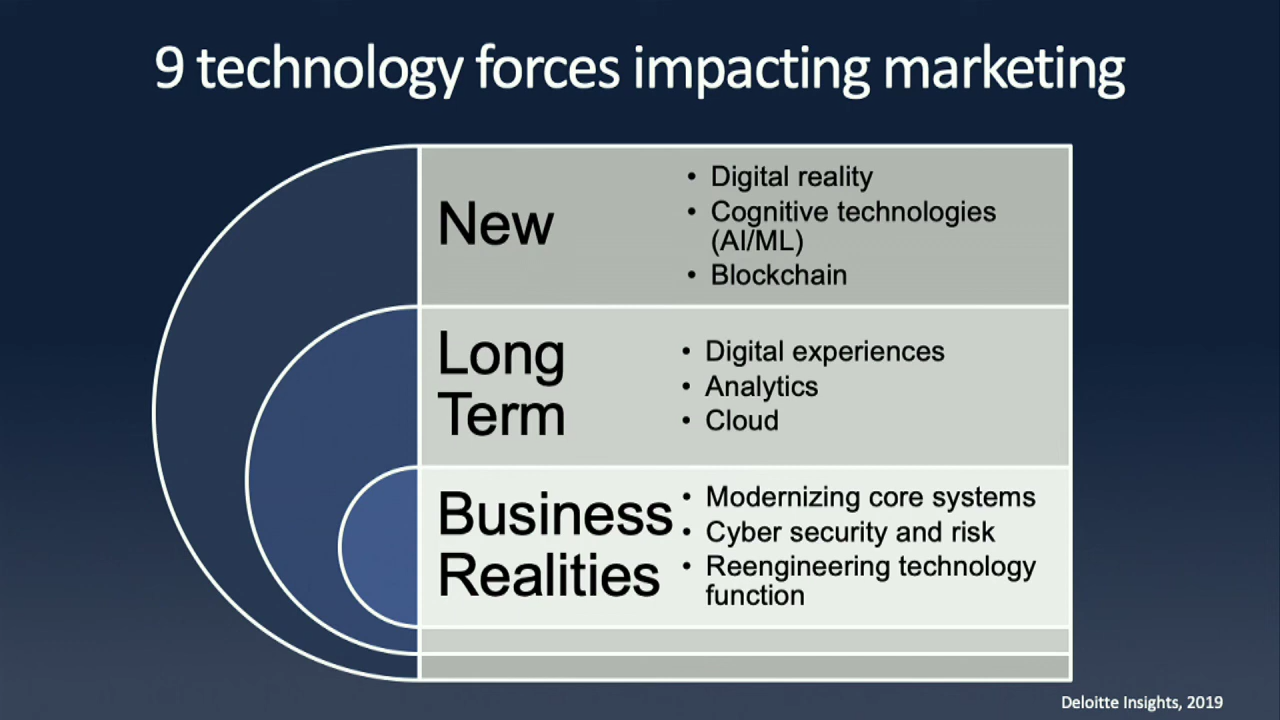 9 technology forces impacting marketing
New
• Digital reality
• Cognitive technologies
(AI/ML)
• Blockchain
Long
Term
• Digital experiences
• Analytics
• Cloud
Business
Realities
• Modernizing core systems
• Cyber security and risk
• Reengineering technology
function
Deloitte Insights, 2019